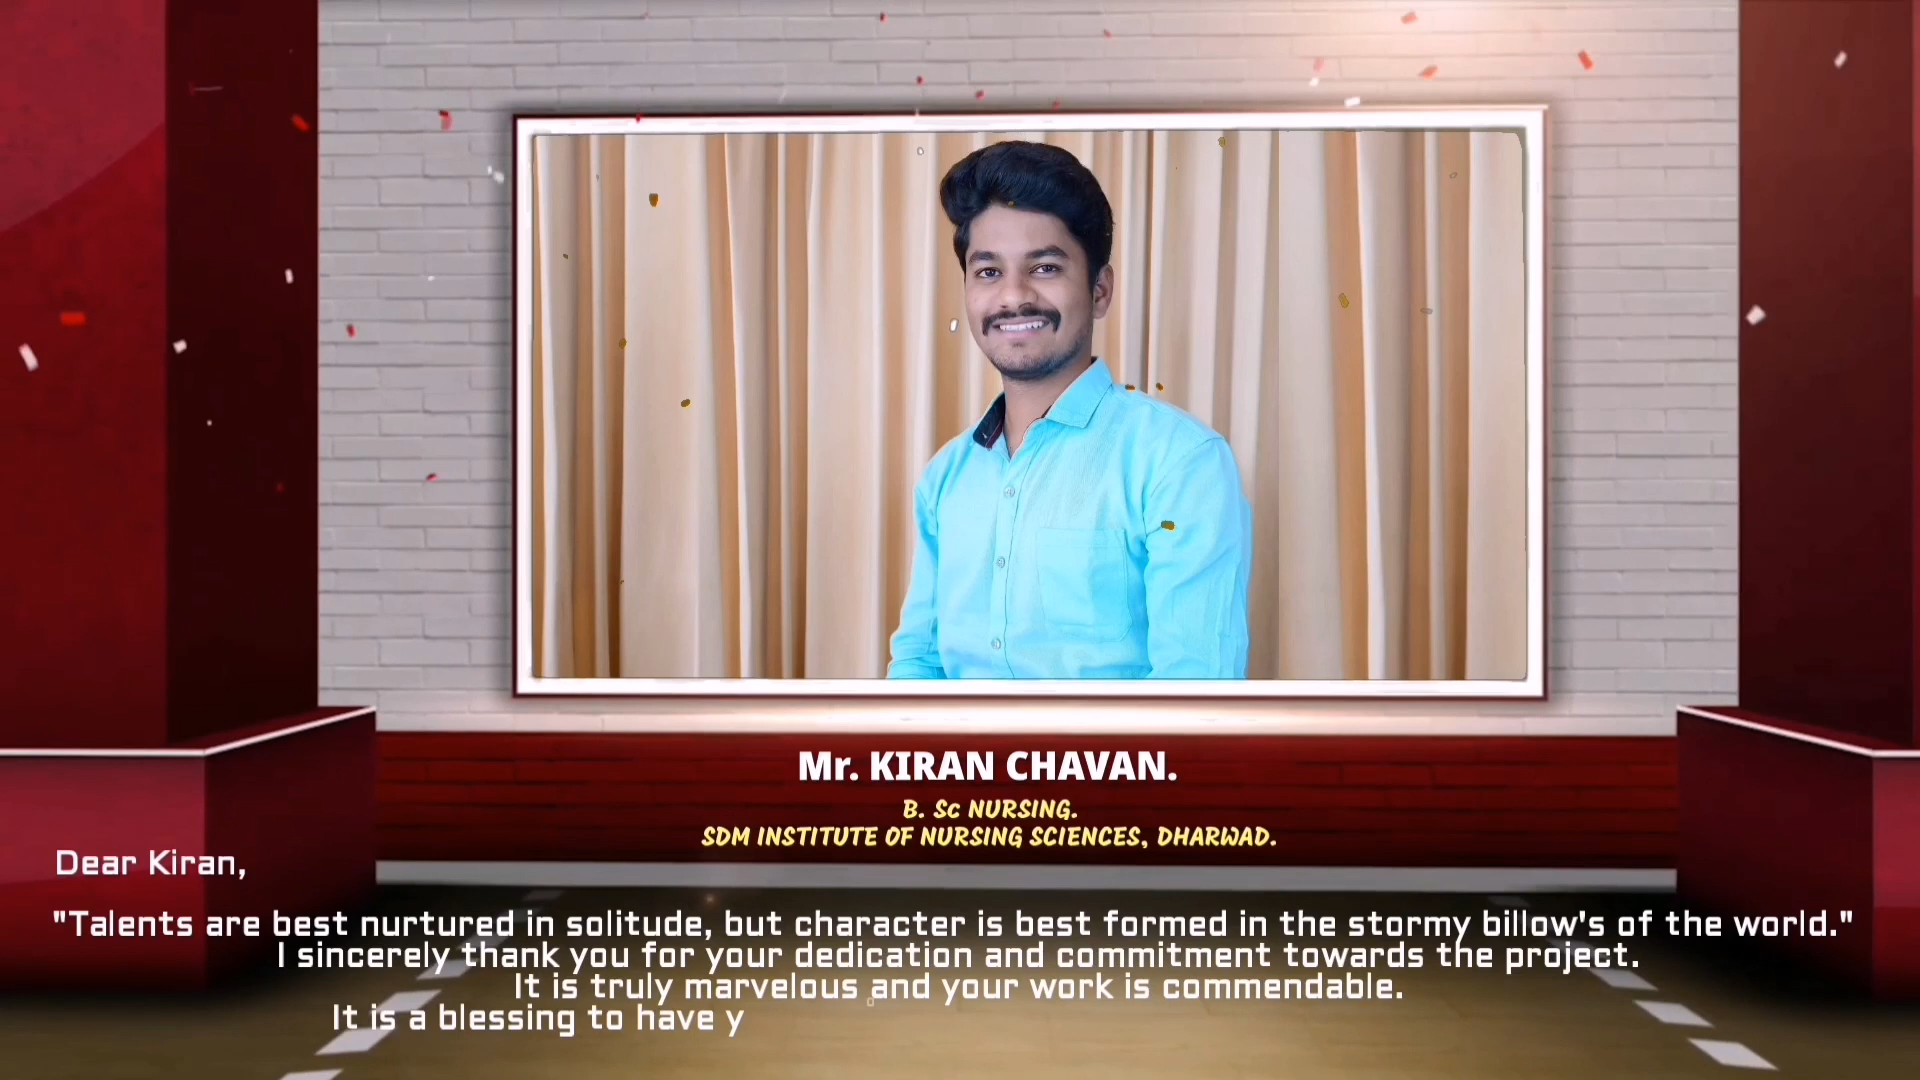 Mr. KIRAN CHAVAN.
B. Sc NURSING.
SDM INSTITUTE OF NURSING SCIENCES, DHARWAD.
Dear Kiran,
"Talents are best nurtured in solitude, but character is best formed in the stormy billow's of the world."
I sincerely thank you for your dedication and commitment towards the project.
It is truly marvelous and your work is commendable.
It is a blessing to have y